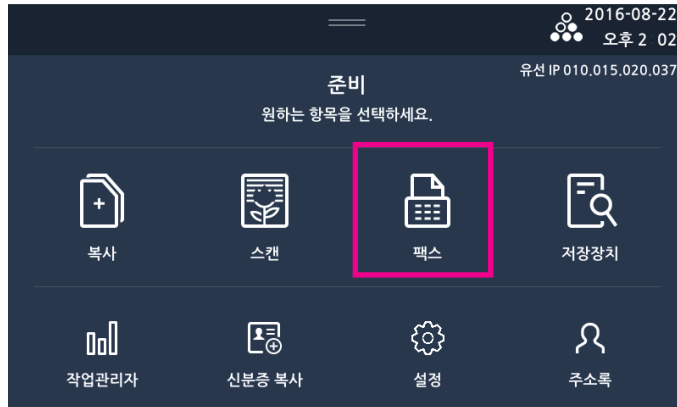 2016-08-22
오후 2 02
유선 IP 010.015.020.037
준비
원하는 항목을 선택하세요.
복사 스캔 팩스 저장장치
작업관리자 신분증 복사 설정 주소록